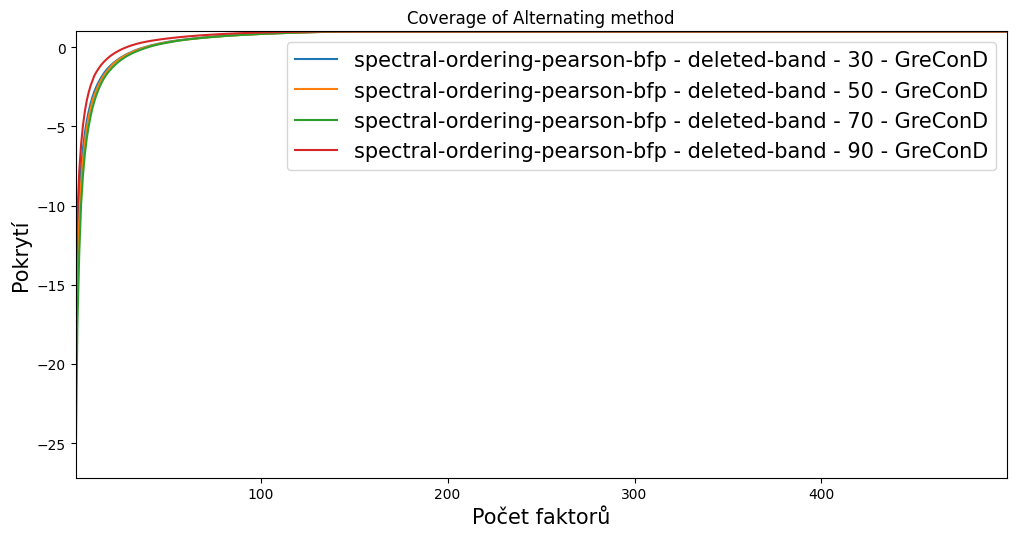 Coverage of Alternating method
spectral-ordering-pearson-bfp - deleted-band - 30 - GreConD
spectral-ordering-pearson-bfp - deleted-band - 50 - GreConD
spectral-ordering-pearson-bfp - deleted-band - 70 - GreConD
spectral-ordering-pearson-bfp - deleted-band - 90 - GreConD
Pokrytí
0
−5
−10
−15
−20
−25
100 200 300 400
Počet faktorů